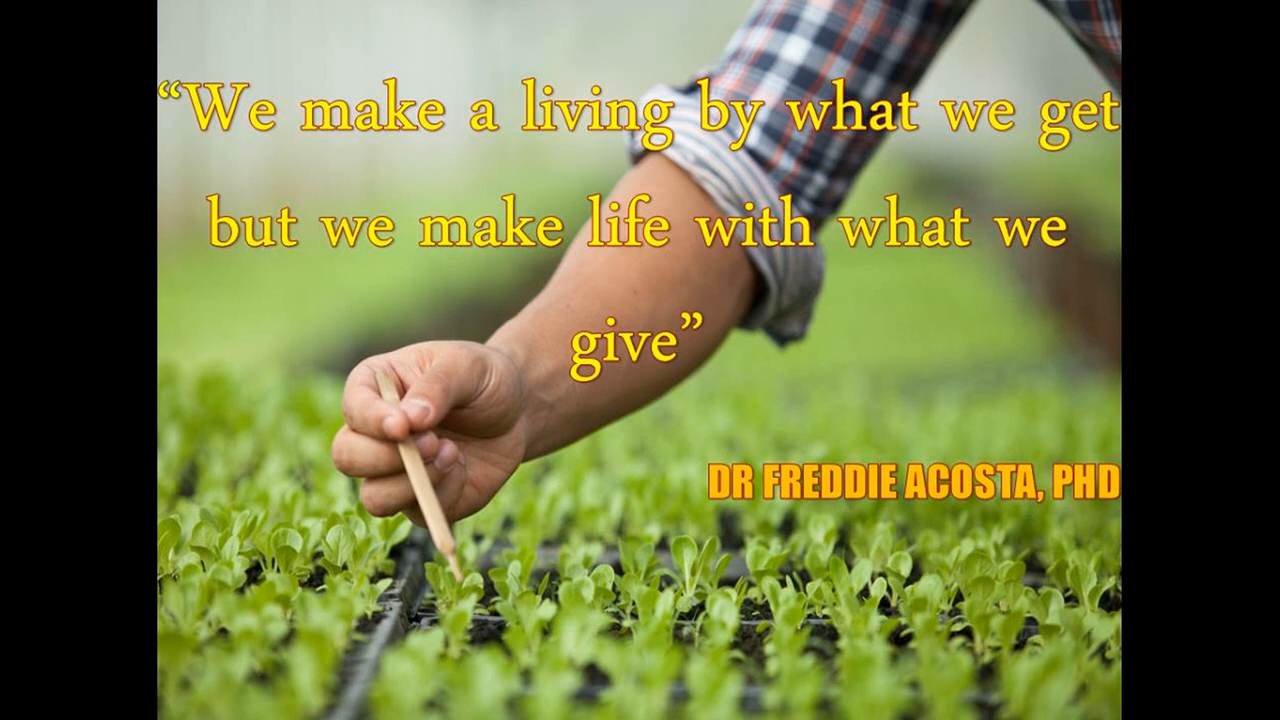 “We make a living by what we get
but we make life with what we
give”
DR FREDDIE ACOSTA, PHD